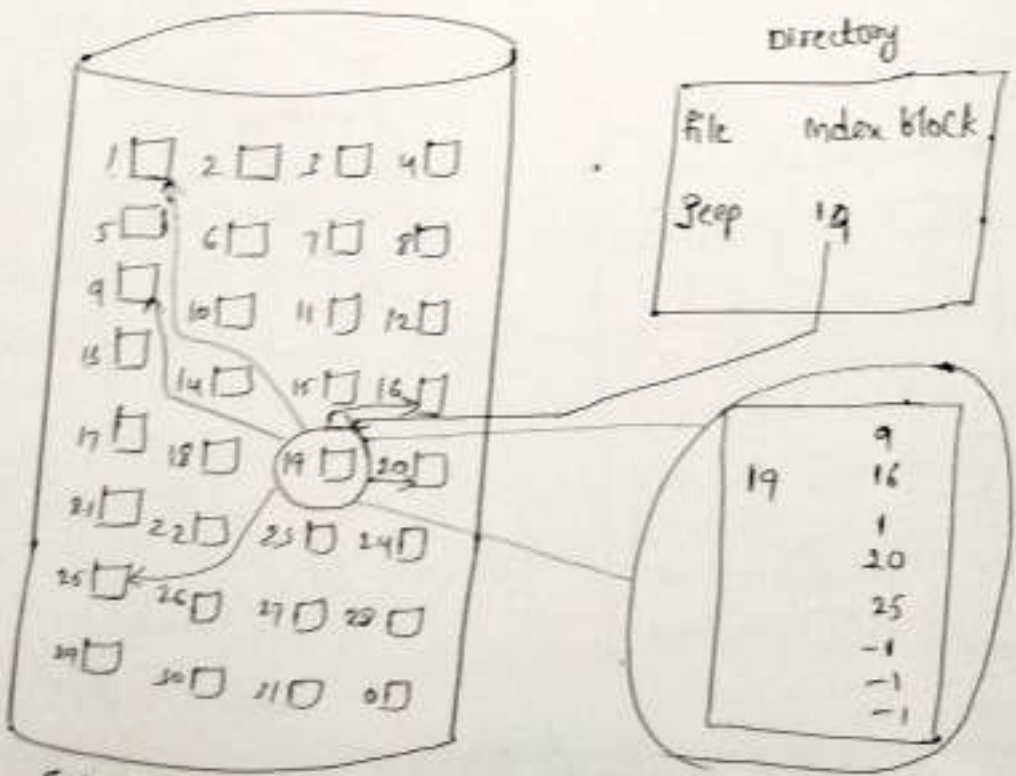 Directory
file index block
Jeep 19
1 2 3 4
5 6 7 8
9 10 11 12
13 14 15 16
17 18 19 20
21 22 23 24
25 26 27 28
29 30 31 0
9
19 16
1
20
25
-1
-1
-1